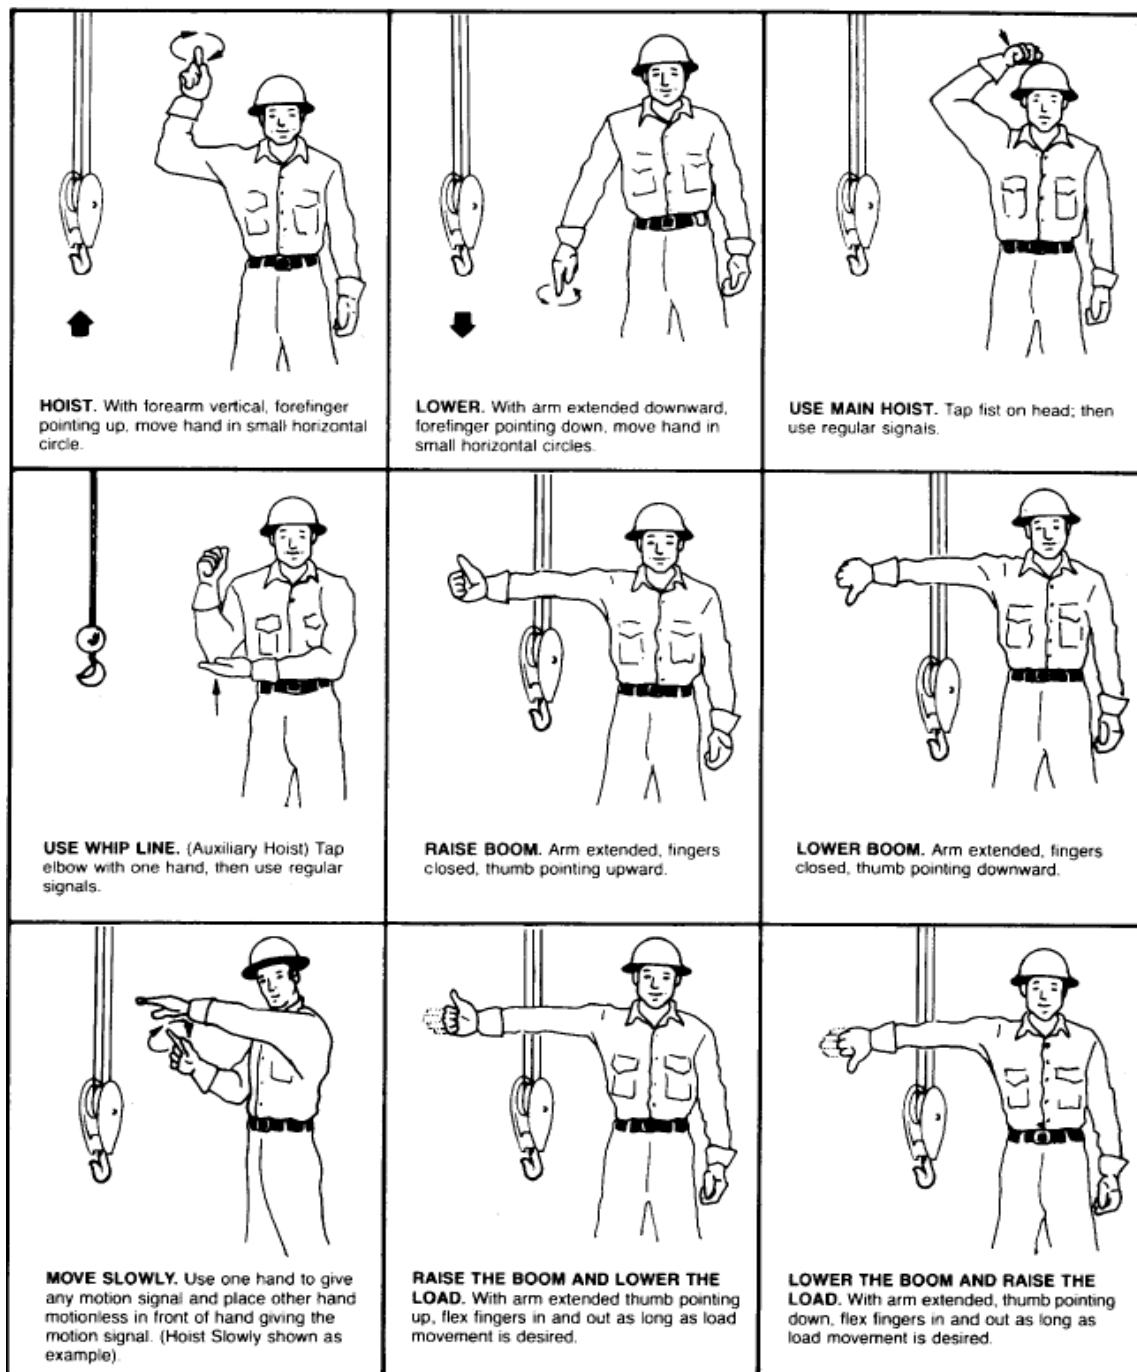 HOIST. With forearm vertical, forefinger
pointing up, move hand in small horizontal
circle.
LOWER. With arm extended downward,
forefinger pointing down, move hand in
small horizontal circles.
USE MAIN HOIST. Tap fist on head; then
use regular signals.
USE WHIP LINE. (Auxiliary Hoist) Tap
elbow with one hand, then use regular
signals.
RAISE BOOM. Arm extended, fingers
closed, thumb pointing upward.
LOWER BOOM. Arm extended, fingers
closed, thumb pointing downward.
MOVE SLOWLY. Use one hand to give
any motion signal and place other hand
motionless in front of hand giving the
motion signal. (Hoist Slowly shown as
example).
RAISE THE BOOM AND LOWER THE
LOAD. With arm extended thumb pointing
up, flex fingers in and out as long as load
movement is desired.
LOWER THE BOOM AND RAISE THE
LOAD. With arm extended, thumb pointing
down, flex fingers in and out as long as
load movement is desired.